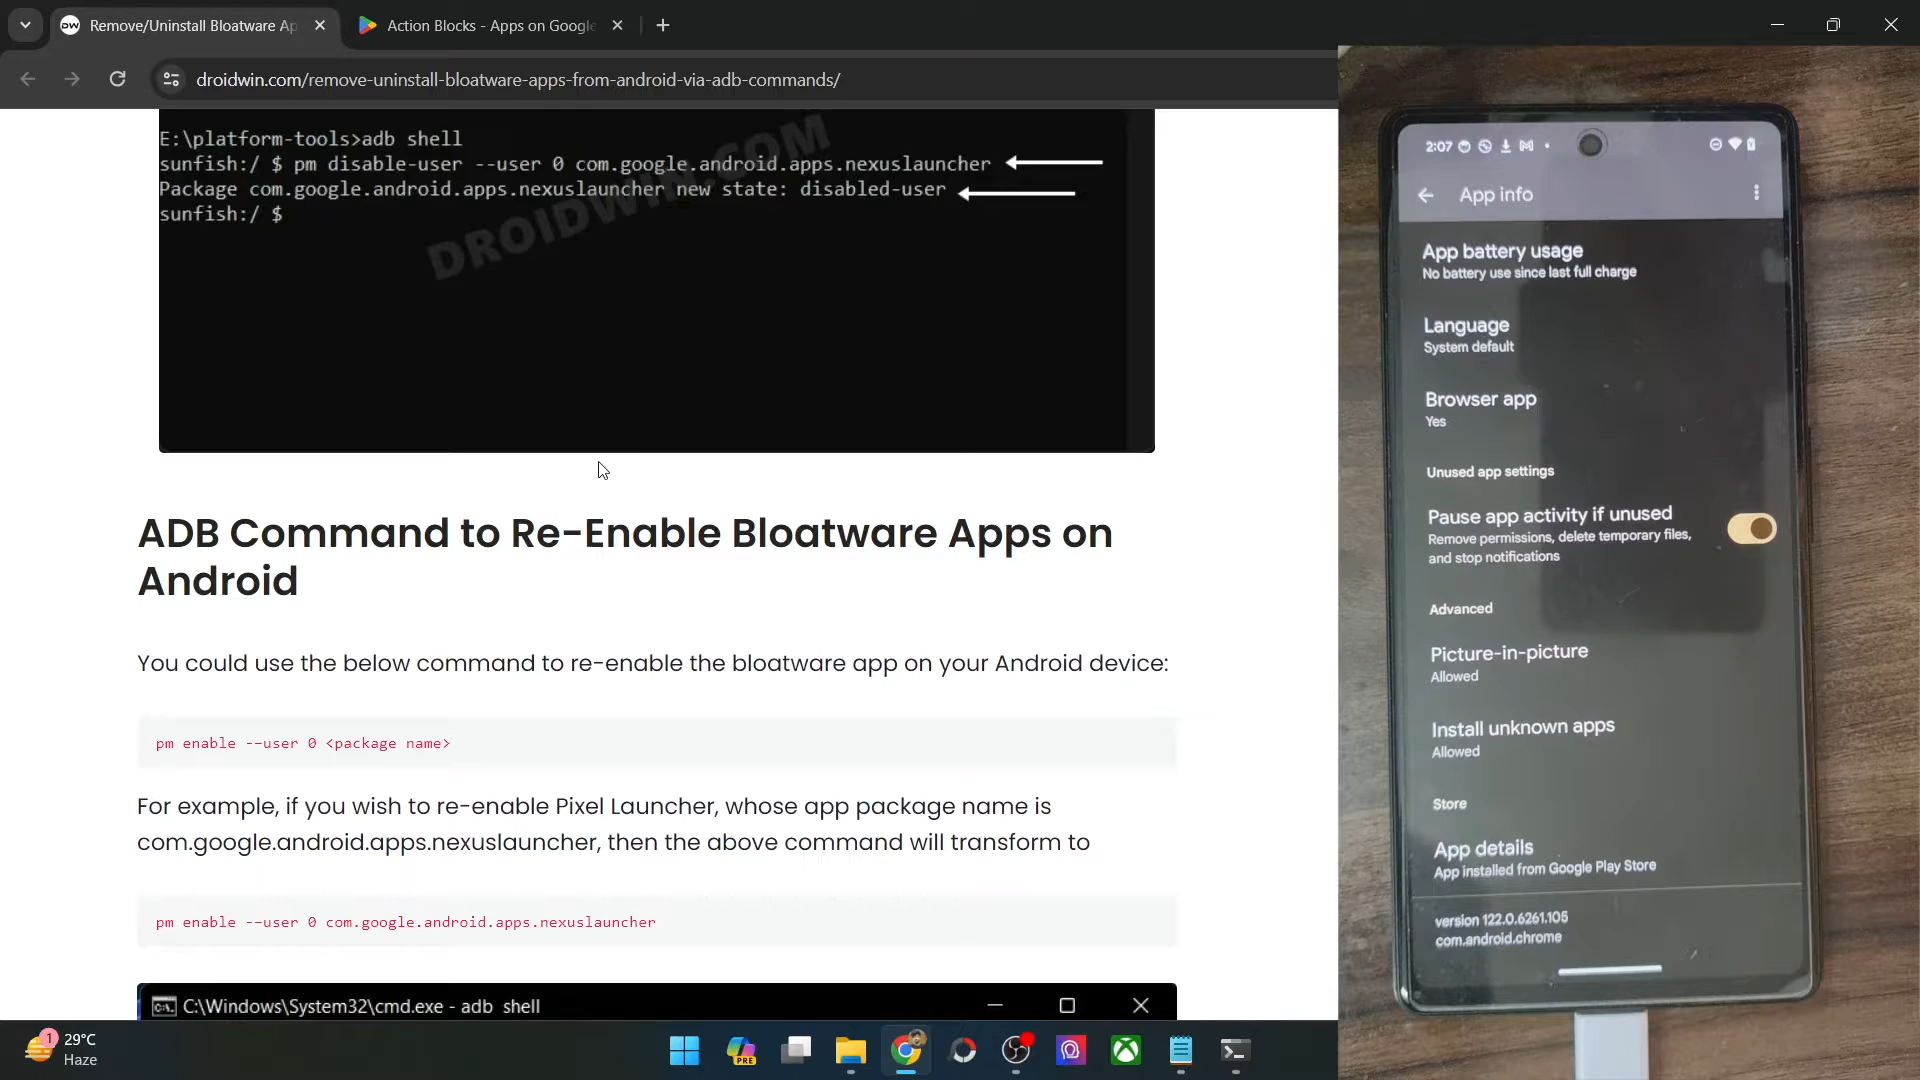 Remove/Uninstall Bloatware Ap
Action Blocks - Apps on Google
droidwin.com/remove-uninstall-bloatware-apps-from-android-via-adb-commands/
E:\platform-tools>adb shell
sunfish:/ $ pm disable-user --user 0 com.google.android.apps.nexuslauncher
Package com.google.android.apps.nexuslauncher new state: disabled-user
sunfish:/ $
DROIDWIN.COM
ADB Command to Re-Enable Bloatware Apps on
Android
You could use the below command to re-enable the bloatware app on your Android device:
pm enable --user 0 <package name>
For example, if you wish to re-enable Pixel Launcher, whose app package name is
com.google.android.apps.nexuslauncher, then the above command will transform to
pm enable --user 0 com.google.android.apps.nexuslauncher
C:\Windows\System32\cmd.exe - adb shell
1
29°C
Haze
PRE
2:07
App info
App battery usage
No battery use since last full charge
Language
System default
Browser app
Yes
Unused app settings
Pause app activity if unused
Remove permissions, delete temporary files,
and stop notifications
Advanced
Picture-in-picture
Allowed
Install unknown apps
Allowed
Store
App details
App installed from Google Play Store
version 122.0.6261.105
com.android.chrome